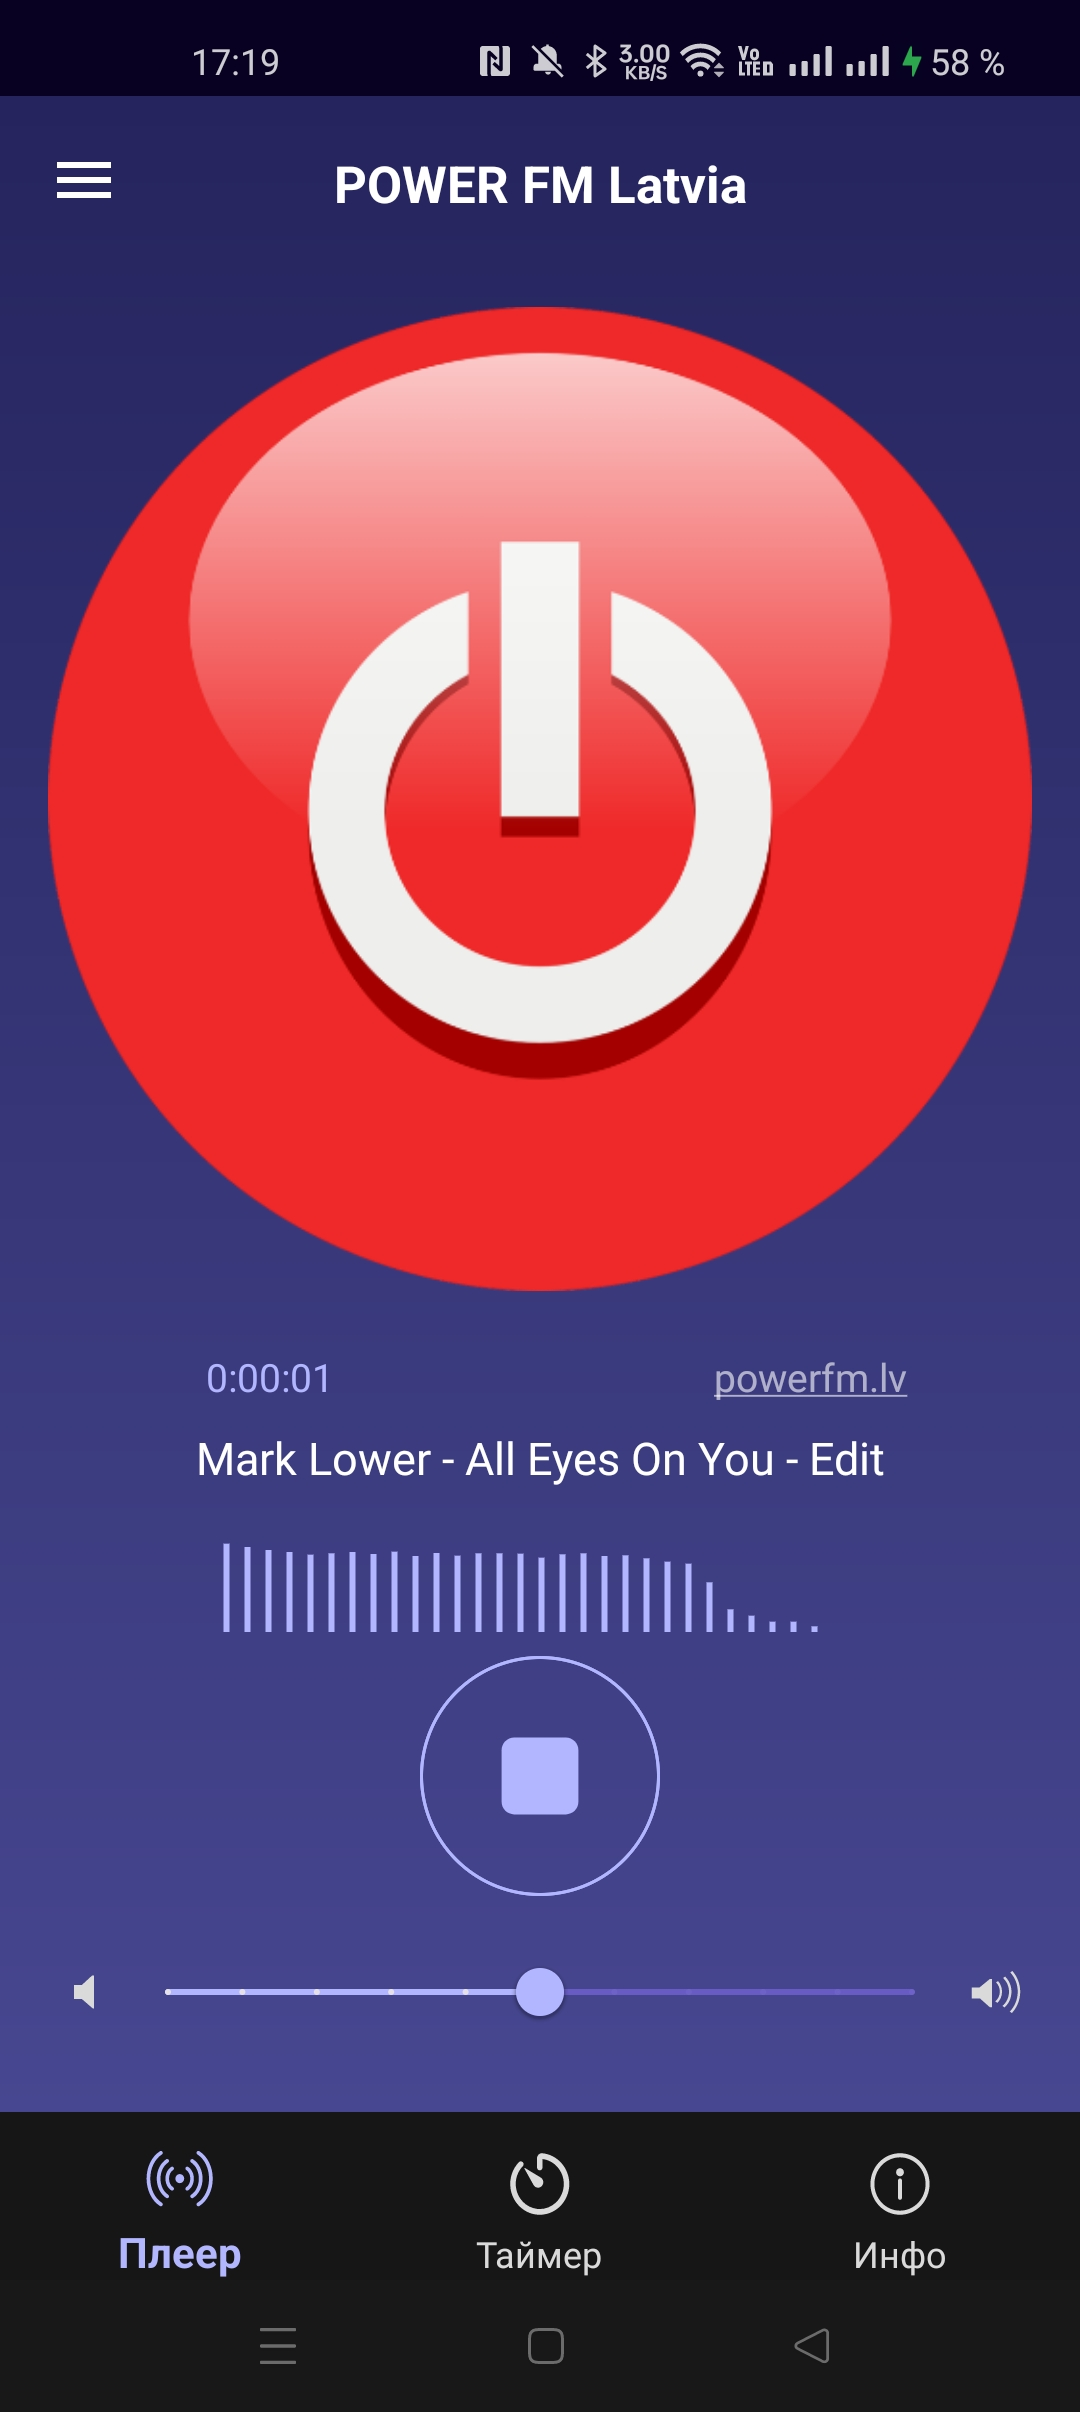 17:19
3.00 KB/S
Vo LTE
58 %
POWER FM Latvia
0:00:01
powerfm.lv
Mark Lower - All Eyes On You - Edit
Плеер
Таймер
Инфо